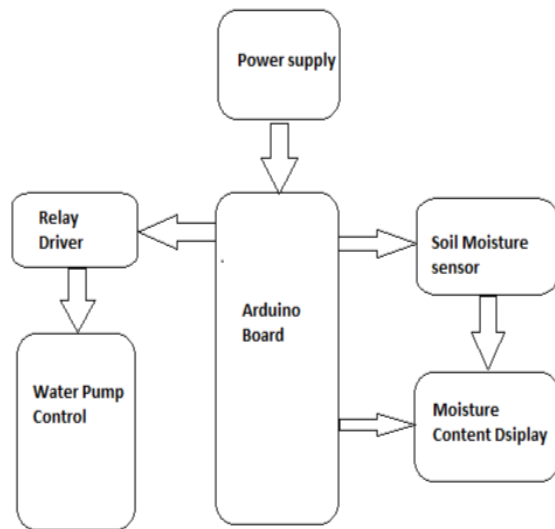 Power supply
Relay
Driver
Soil Moisture
sensor
Arduino
Board
Water Pump
Control
Moisture
Content Dsiplay